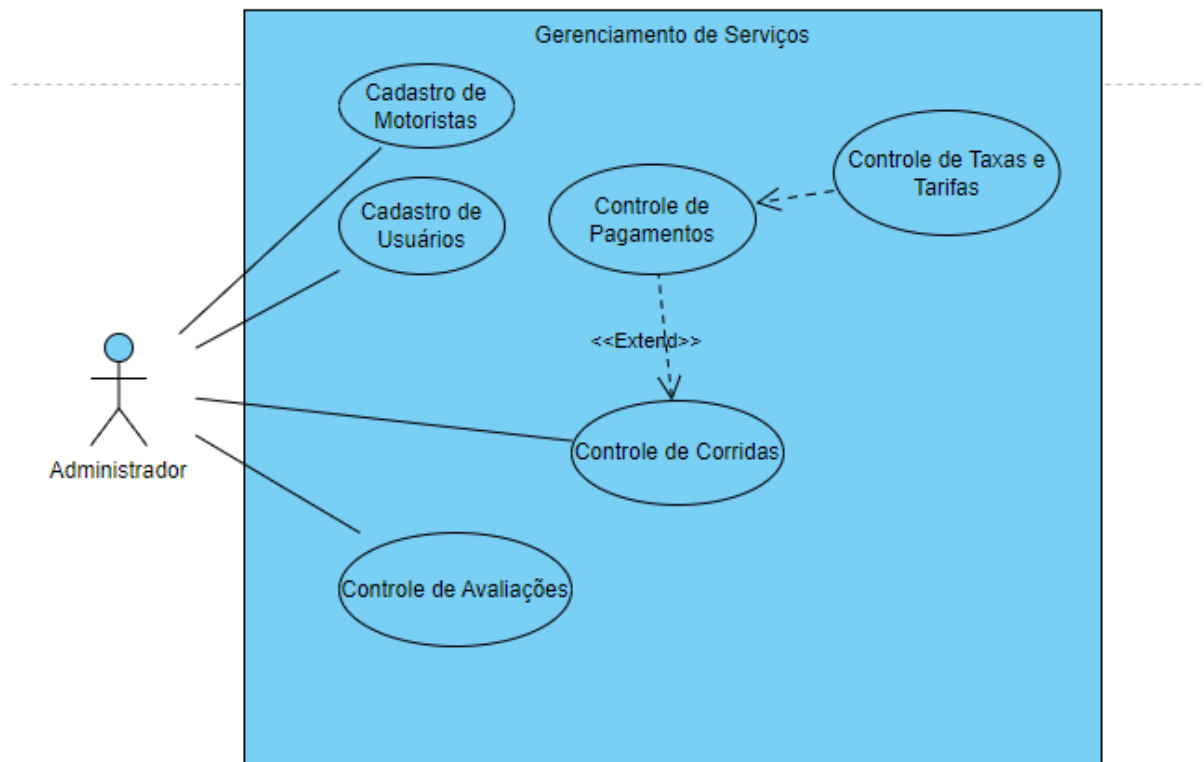 Gerenciamento de Serviços
Cadastro de
Motoristas
Controle de Taxas e
Tarifas
Cadastro de
Usuários
Controle de
Pagamentos
<<Extend>>
Controle de Corridas
Administrador
Controle de Avaliações